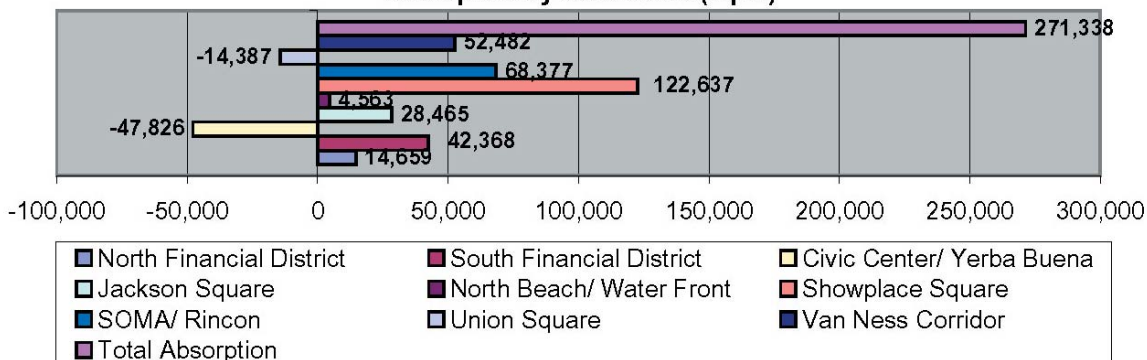 271,338
52,482
-14,387
68,377
122,637
4,563
28,465
-47,826
42,368
14,659
-100,000 -50,000 0 50,000 100,000 150,000 200,000 250,000 300,000
North Financial District South Financial District Civic Center/ Yerba Buena
Jackson Square North Beach/ Water Front Showplace Square
SOMA/ Rincon Union Square Van Ness Corridor
Total Absorption